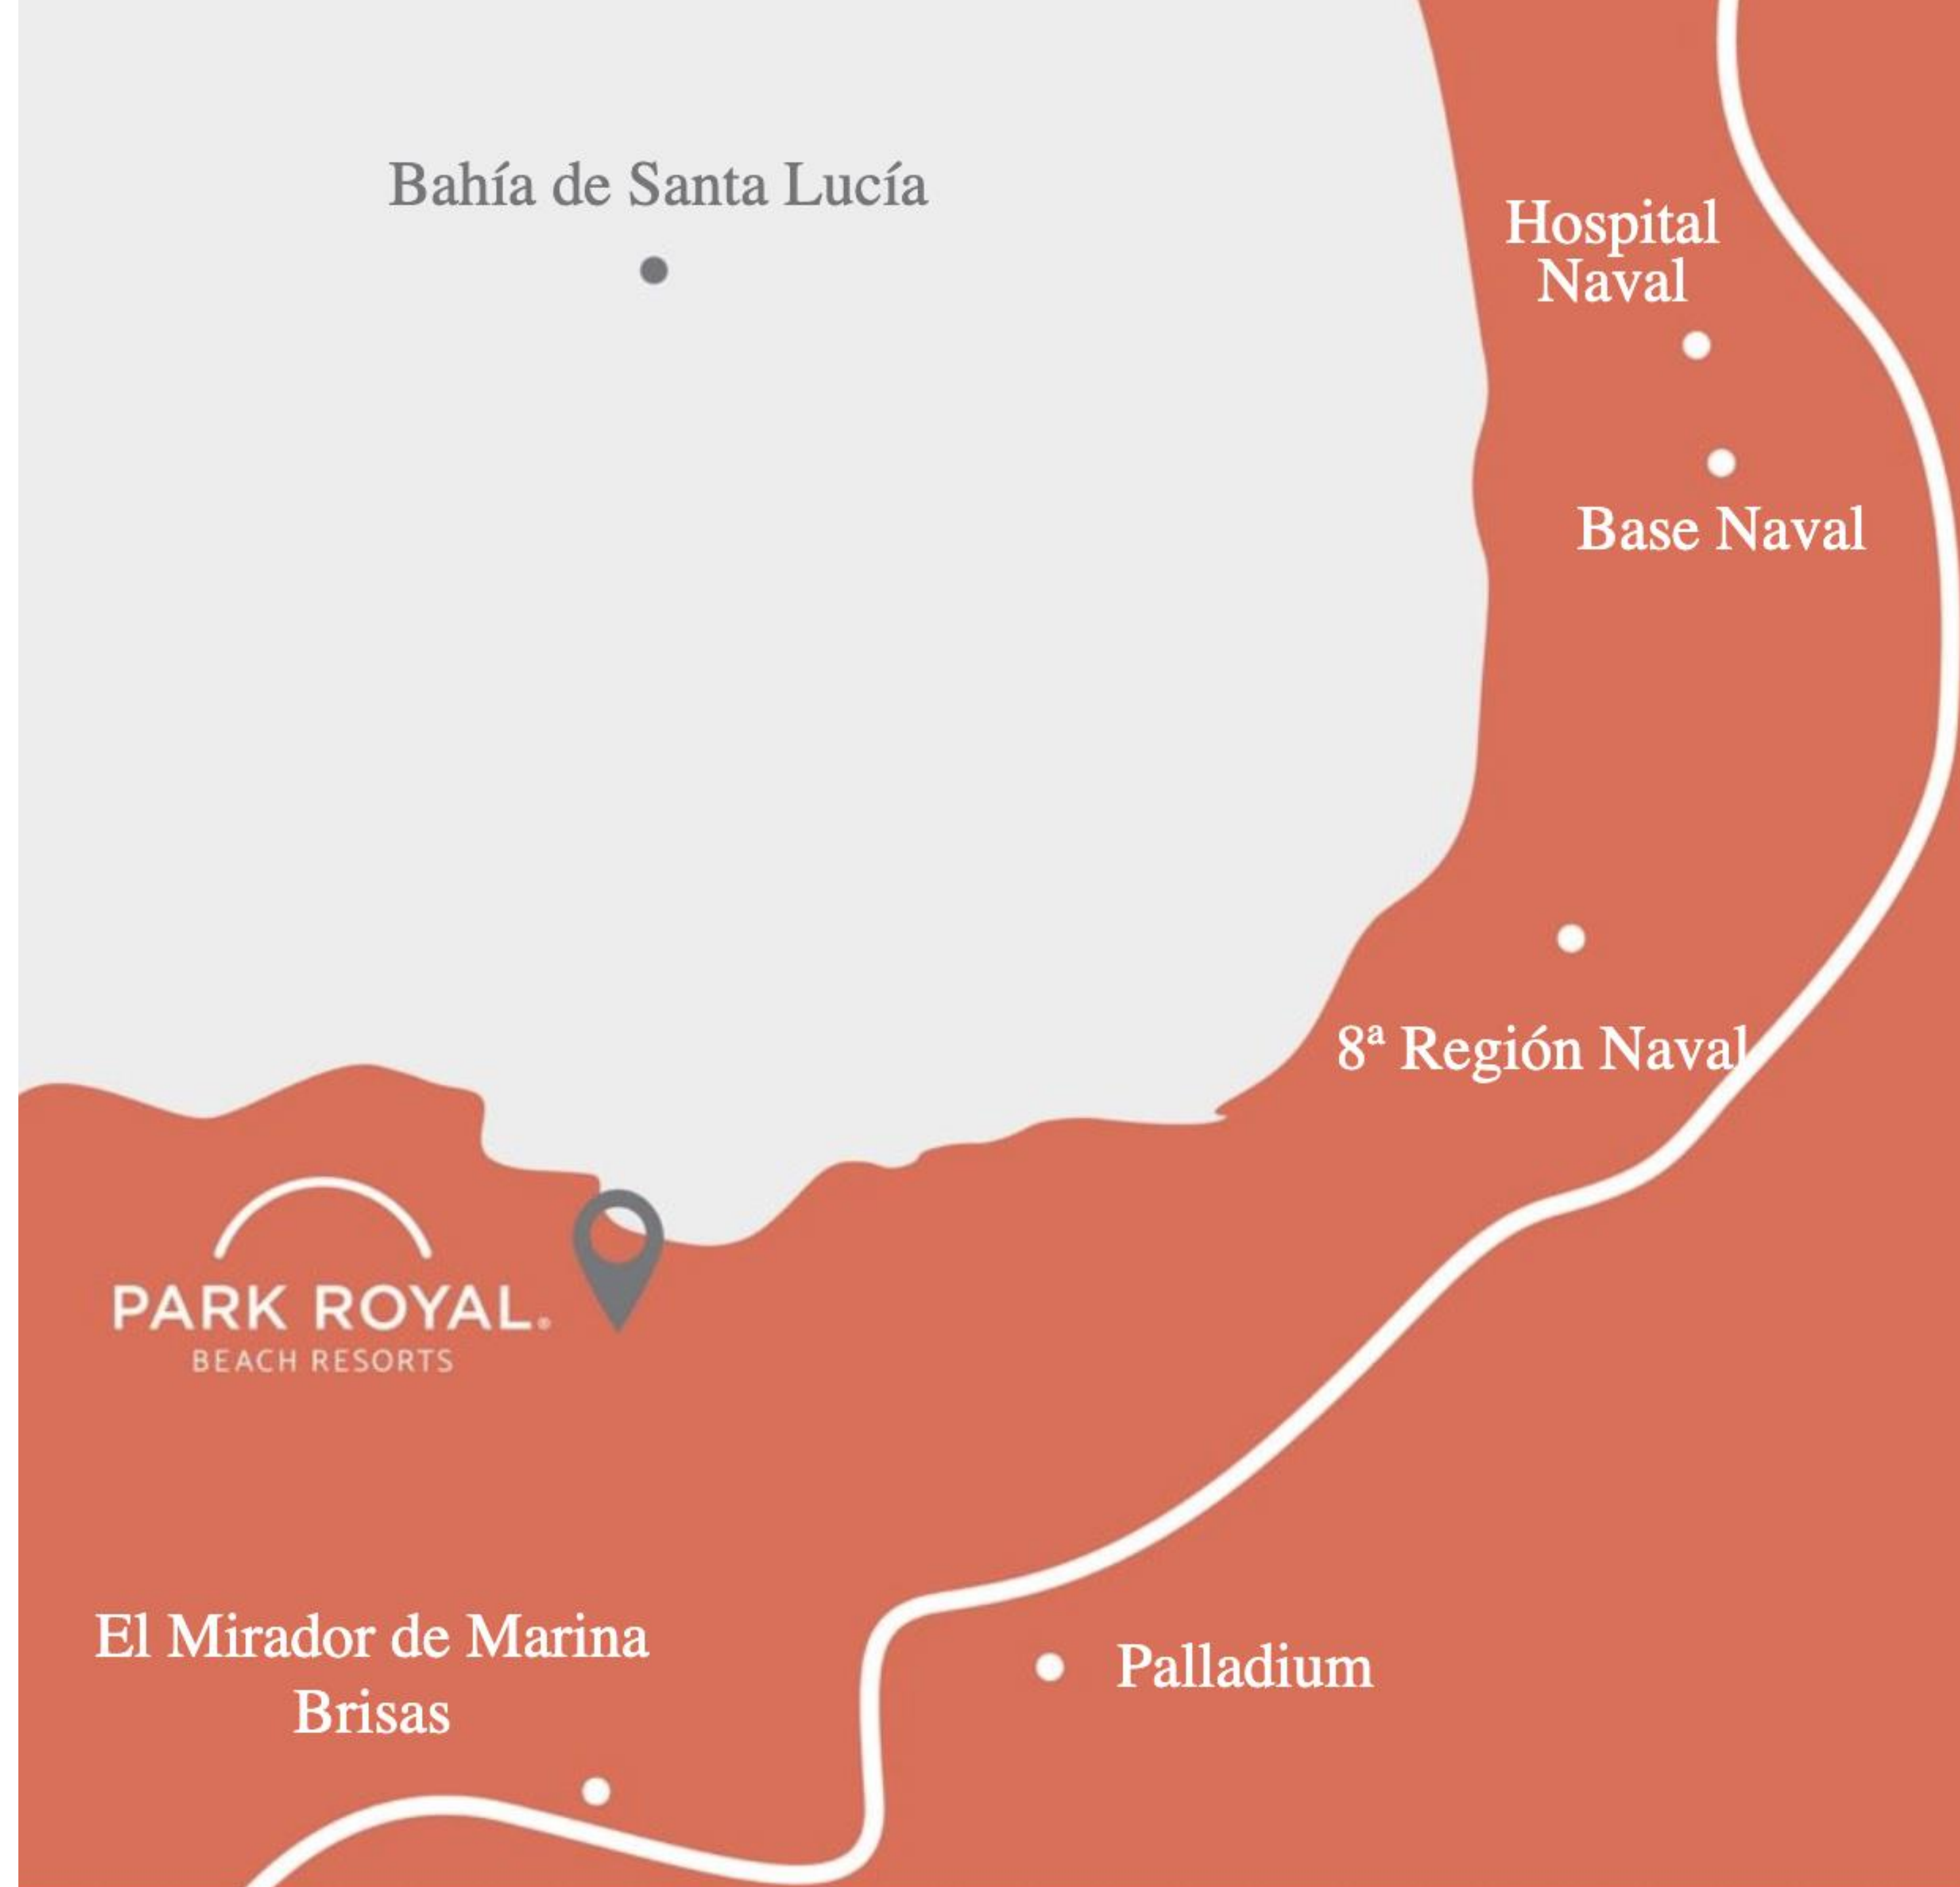 Bahía de Santa Lucía
Hospital
Naval
Base Naval
8ª Región Naval
PARK ROYAL®
BEACH RESORTS
El Mirador de Marina
Brisas
Palladium